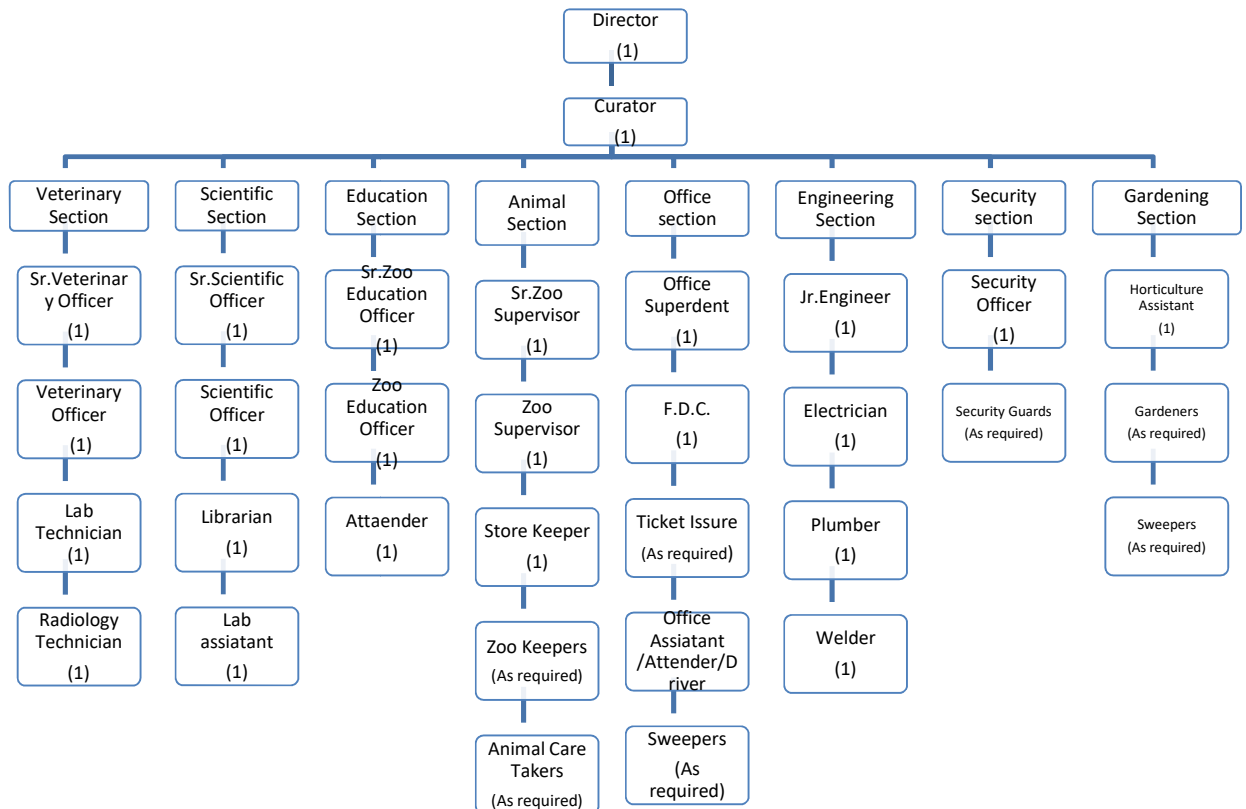 Director
(1)
Curator
(1)
Veterinary
Section
Sr.Veterinar
y Officer
(1)
Veterinary
Officer
(1)
Lab
Technician
(1)
Radiology
Technician
(1)
Scientific
Section
Sr.Scientific
Officer
(1)
Scientific
Officer
(1)
Librarian
(1)
Lab
assiatant
(1)
Education
Section
Sr.Zoo
Education
Officer
(1)
Zoo
Education
Officer
(1)
Attaender
(1)
Animal
Section
Sr.Zoo
Supervisor
(1)
Zoo
Supervisor
(1)
Store Keeper
(1)
Zoo Keepers
(As required)
Animal Care
Takers
(As required)
Office
section
Office
Superdent
(1)
F.D.C.
(1)
Ticket Issure
(As required)
Office
Assiatant
/Attender/D
river
Sweepers
(As
required)
Engineering
Section
Jr.Engineer
(1)
Electrician
(1)
Plumber
(1)
Welder
(1)
Security
section
Security
Officer
(1)
Security Guards
(As required)
Gardening
Section
Horticulture
Assistant
(1)
Gardeners
(As required)
Sweepers
(As required)